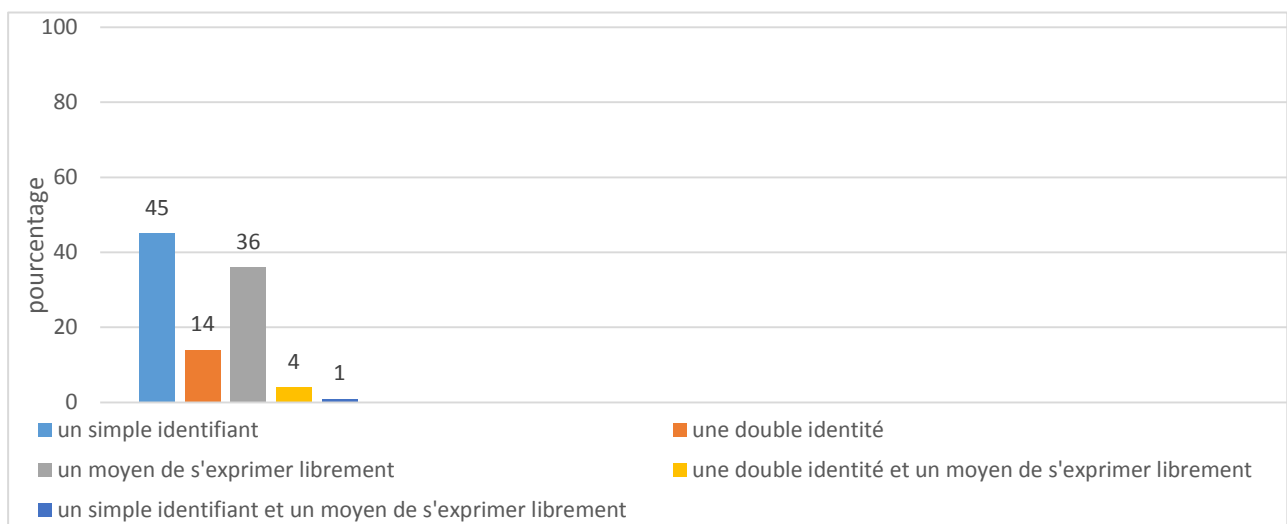 100
80
60
40
20
0
pourcentage
45
14
36
4
1
un simple identifiant
une double identité
un moyen de s'exprimer librement
une double identité et un moyen de s'exprimer librement
un simple identifiant et un moyen de s'exprimer librement